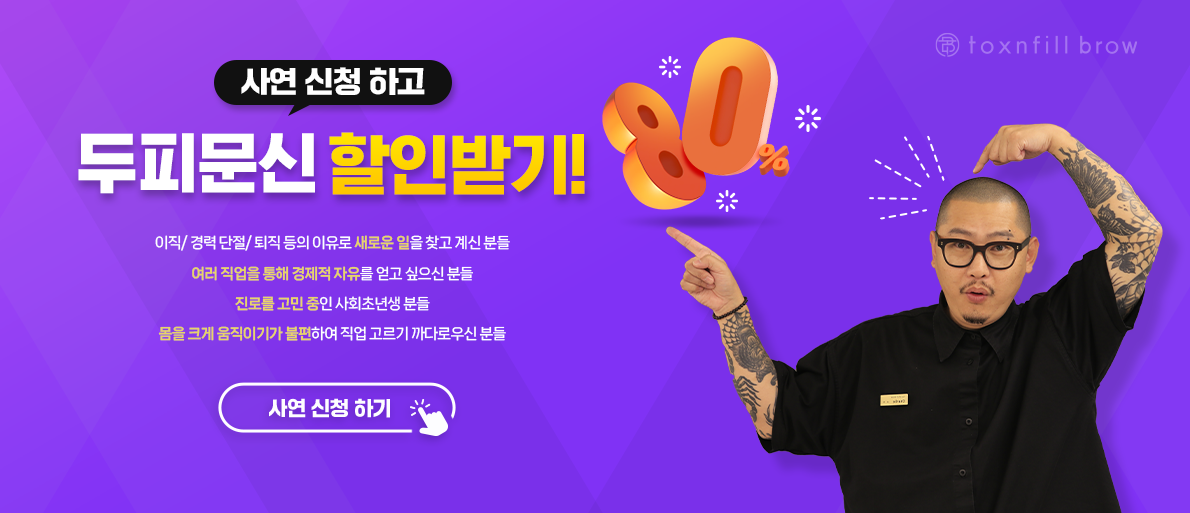 toxnfill brow
사연 신청 하고
두피문신 할인받기!
80%
이직/ 경력 단절/ 퇴직 등의 이유로 새로운 일을 찾고 계신 분들
여러 직업을 통해 경제적 자유를 얻고 싶으신 분들
진로를 고민 중인 사회초년생 분들
몸을 크게 움직이기가 불편하여 직업 고르기 까다로우신 분들
사연 신청 하기